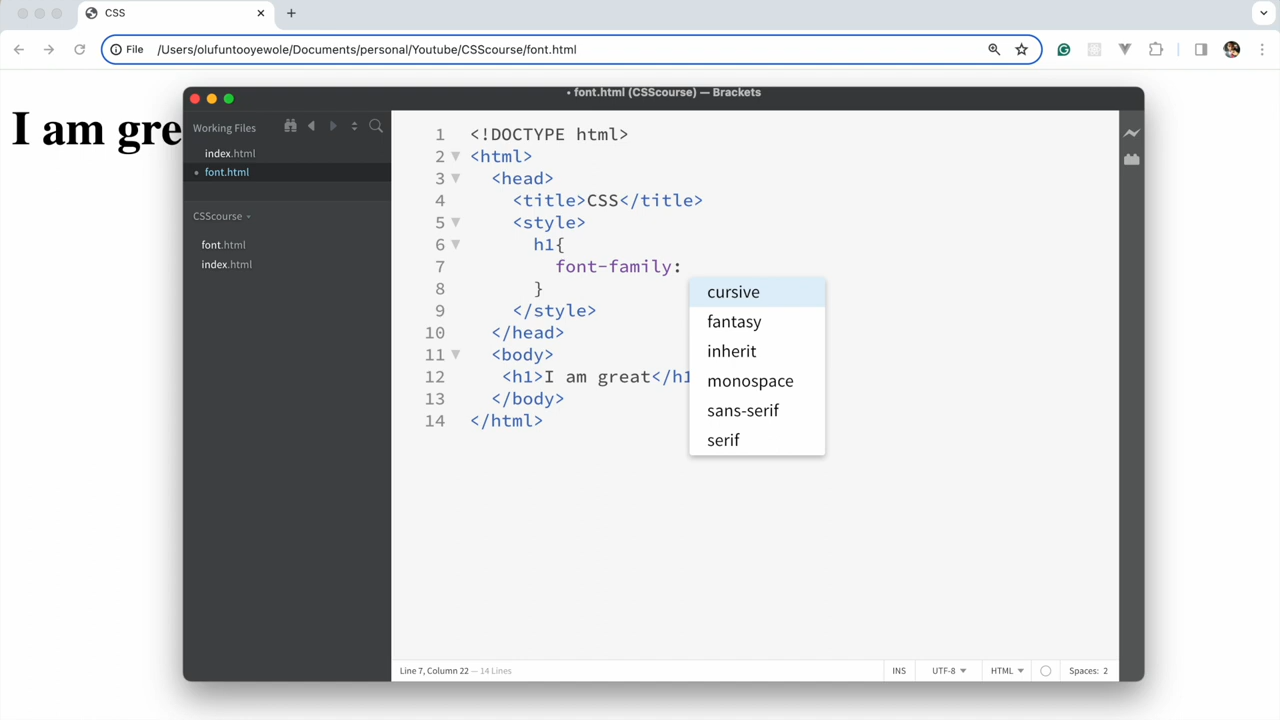 CSS
File /Users/olufuntooyewole/Documents/personal/Youtube/CSScourse/font.html
I am gre
• font.html (CSScourse) — Brackets
Working Files
index.html
• font.html
CSScourse
font.html
index.html
1 <!DOCTYPE html>
2 <html>
3 <head>
4 <title>CSS</title>
5 <style>
6 h1{
7 font-family:
8 }
9 </style>
10 </head>
11 <body>
12 <h1>I am great</h1
13 </body>
14 </html>
cursive
fantasy
inherit
monospace
sans-serif
serif
Line 7, Column 22 — 14 Lines
INS UTF-8 HTML Spaces: 2